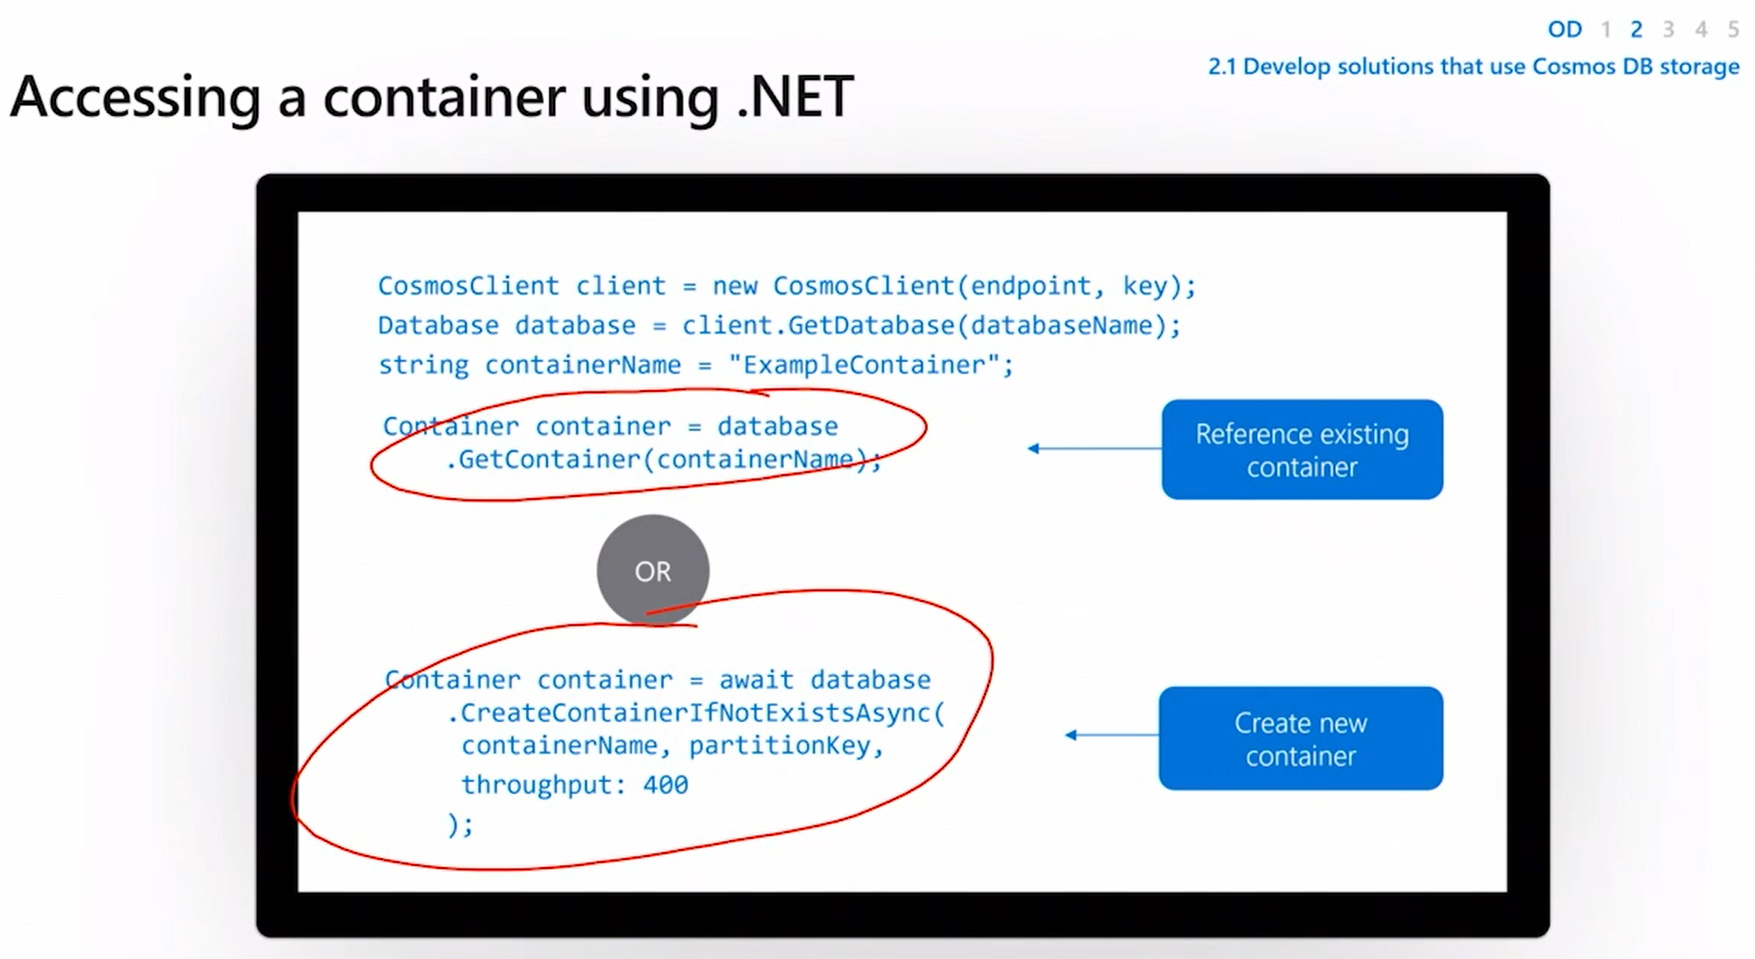 OD 1 2 3 4 5
2.1 Develop solutions that use Cosmos DB storage
Accessing a container using .NET
CosmosClient client = new CosmosClient(endpoint, key);
Database database = client.GetDatabase(databaseName);
string containerName = "ExampleContainer";
Container container = database
.GetContainer(containerName);
Reference existing
container
OR
Container container = await database
.CreateContainerIfNotExistsAsync(
containerName, partitionKey,
throughput: 400
);
Create new
container